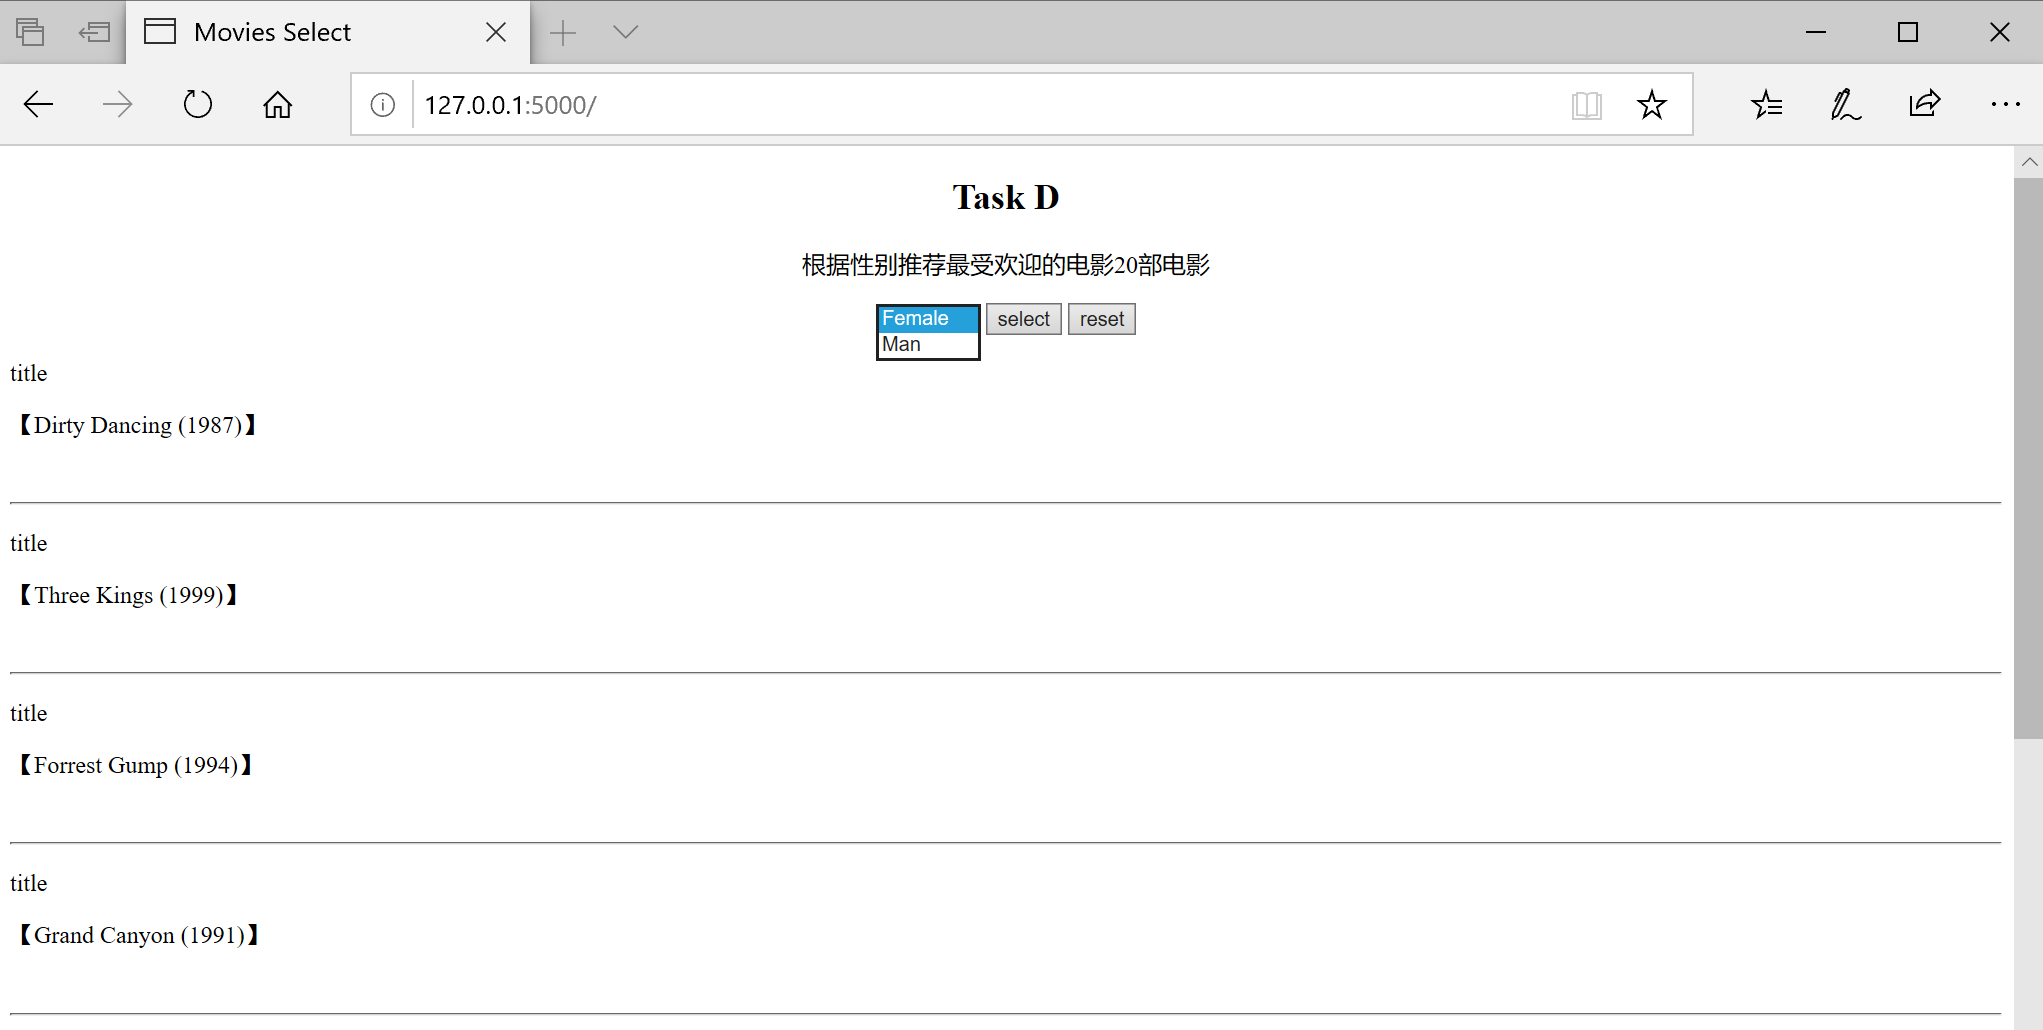 Movies Select
127.0.0.1:5000/
Task D
根据性别推荐最受欢迎的电影20部电影
Female select reset
Man
title
【Dirty Dancing (1987)】
title
【Three Kings (1999)】
title
【Forrest Gump (1994)】
title
【Grand Canyon (1991)】